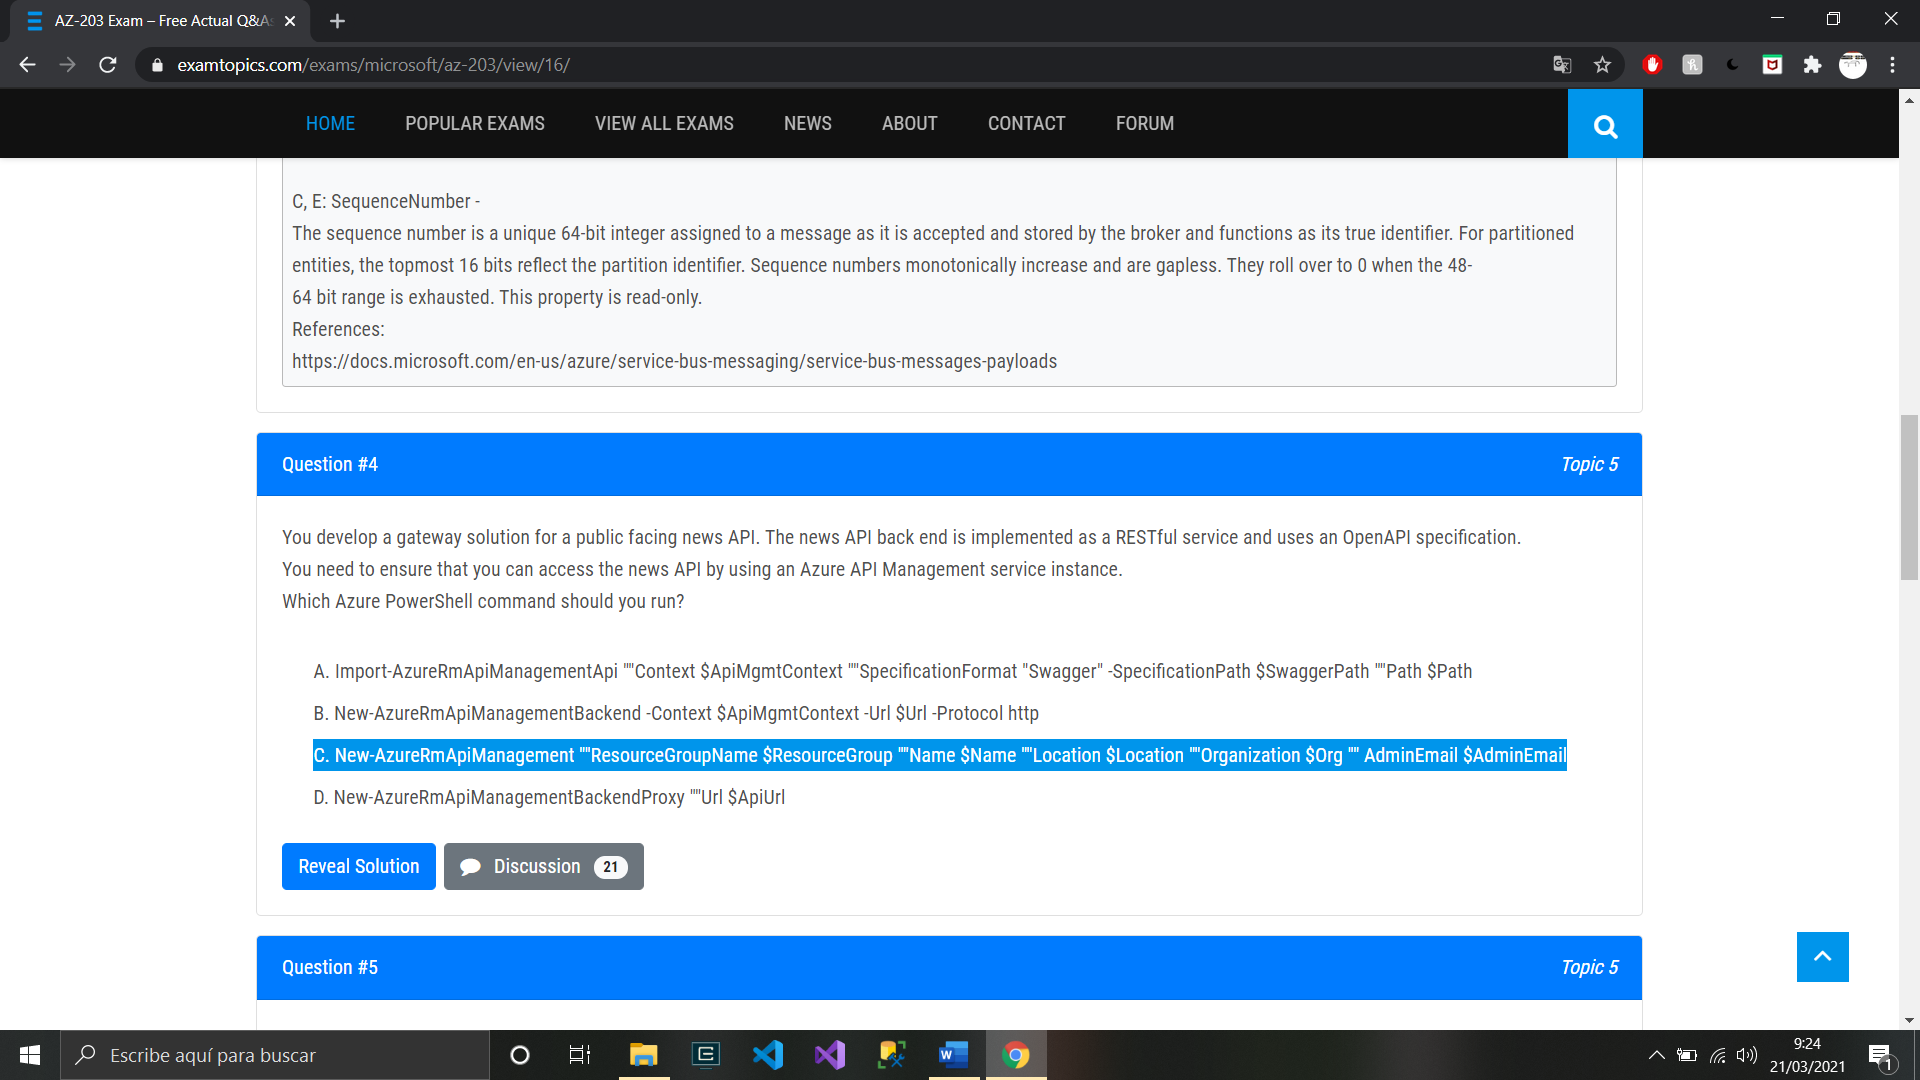 AZ-203 Exam – Free Actual Q&As
examtopics.com/exams/microsoft/az-203/view/16/
HOME POPULAR EXAMS VIEW ALL EXAMS NEWS ABOUT CONTACT FORUM
C, E: SequenceNumber -
The sequence number is a unique 64-bit integer assigned to a message as it is accepted and stored by the broker and functions as its true identifier. For partitioned
entities, the topmost 16 bits reflect the partition identifier. Sequence numbers monotonically increase and are gapless. They roll over to 0 when the 48-
64 bit range is exhausted. This property is read-only.
References:
https://docs.microsoft.com/en-us/azure/service-bus-messaging/service-bus-messages-payloads
Question #4 Topic 5
You develop a gateway solution for a public facing news API. The news API back end is implemented as a RESTful service and uses an OpenAPI specification.
You need to ensure that you can access the news API by using an Azure API Management service instance.
Which Azure PowerShell command should you run?
A. Import-AzureRmApiManagementApi ""Context $ApiMgmtContext ""SpecificationFormat "Swagger" -SpecificationPath $SwaggerPath ""Path $Path
B. New-AzureRmApiManagementBackend -Context $ApiMgmtContext -Url $Url -Protocol http
C. New-AzureRmApiManagement ""ResourceGroupName $ResourceGroup ""Name $Name ""Location $Location ""Organization $Org "" AdminEmail $AdminEmail
D. New-AzureRmApiManagementBackendProxy ""Url $ApiUrl
Reveal Solution Discussion 21
Question #5 Topic 5
Escribe aquí para buscar
9:24
21/03/2021
1